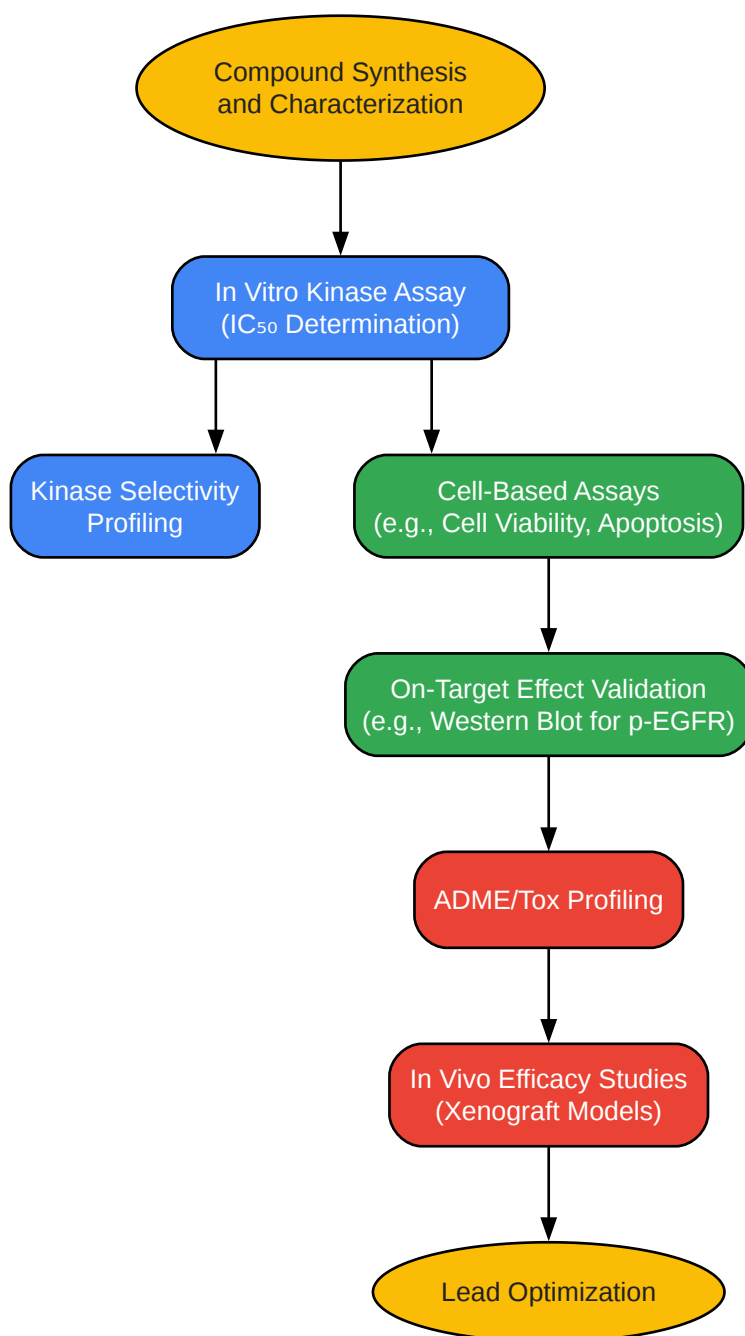 Compound Synthesis
and Characterization
In Vitro Kinase Assay
(IC₅₀ Determination)
Kinase Selectivity
Profiling
Cell-Based Assays
(e.g., Cell Viability, Apoptosis)
On-Target Effect Validation
(e.g., Western Blot for p-EGFR)
ADME/Tox Profiling
In Vivo Efficacy Studies
(Xenograft Models)
Lead Optimization